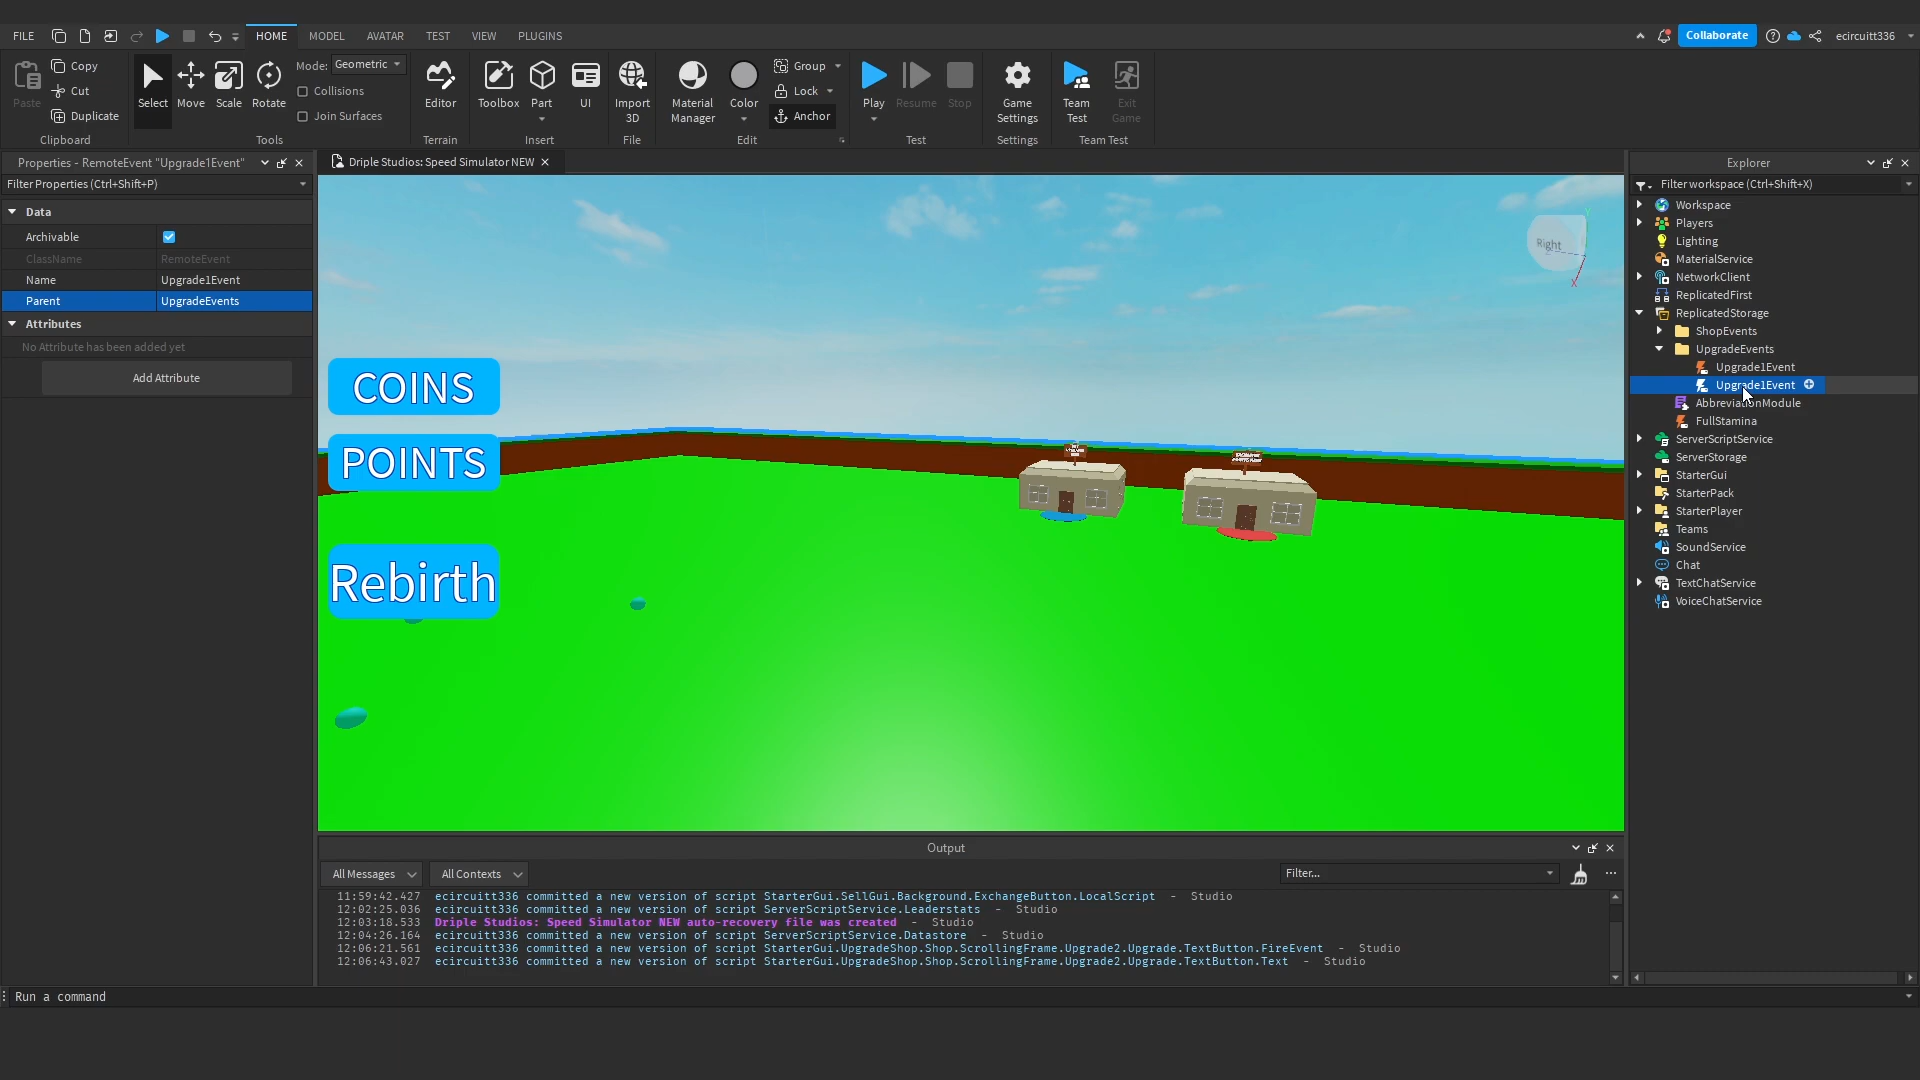 FILE
HOME
MODEL
AVATAR
TEST
VIEW
PLUGINS
Collaborate
ecircuitt336
Paste
Copy
Cut
Duplicate
Clipboard
Select
Move
Scale
Rotate
Mode: Geometric
Collisions
Join Surfaces
Tools
Editor
Terrain
Toolbox
Part
UI
Insert
Import
3D
File
Material
Manager
Color
Group
Lock
Anchor
Edit
Play
Resume
Stop
Test
Game
Settings
Settings
Team
Test
Exit
Game
Team Test
Properties - RemoteEvent "Upgrade1Event"
Filter Properties (Ctrl+Shift+P)
Data
Archivable
ClassName RemoteEvent
Name Upgrade1Event
Parent UpgradeEvents
Attributes
No Attribute has been added yet
Add Attribute
Driple Studios: Speed Simulator NEW
Right
Y
X
COINS
POINTS
Rebirth
Explorer
Filter workspace (Ctrl+Shift+X)
Workspace
Players
Lighting
MaterialService
NetworkClient
ReplicatedFirst
ReplicatedStorage
ShopEvents
UpgradeEvents
Upgrade1Event
Upgrade1Event
AbbreviationModule
FullStamina
ServerScriptService
ServerStorage
StarterGui
StarterPack
StarterPlayer
Teams
SoundService
Chat
TextChatService
VoiceChatService
Output
All Messages
All Contexts
Filter...
11:59:42.427 ecircuitt336 committed a new version of script StarterGui.SellGui.Background.ExchangeButton.LocalScript - Studio
12:02:25.036 ecircuitt336 committed a new version of script ServerScriptService.Leaderstats - Studio
12:03:18.533 Driple Studios: Speed Simulator NEW auto-recovery file was created - Studio
12:04:26.164 ecircuitt336 committed a new version of script ServerScriptService.Datastore - Studio
12:06:21.561 ecircuitt336 committed a new version of script StarterGui.UpgradeShop.Shop.ScrollingFrame.Upgrade2.Upgrade.TextButton.FireEvent - Studio
12:06:43.027 ecircuitt336 committed a new version of script StarterGui.UpgradeShop.Shop.ScrollingFrame.Upgrade2.Upgrade.TextButton.Text - Studio
Run a command